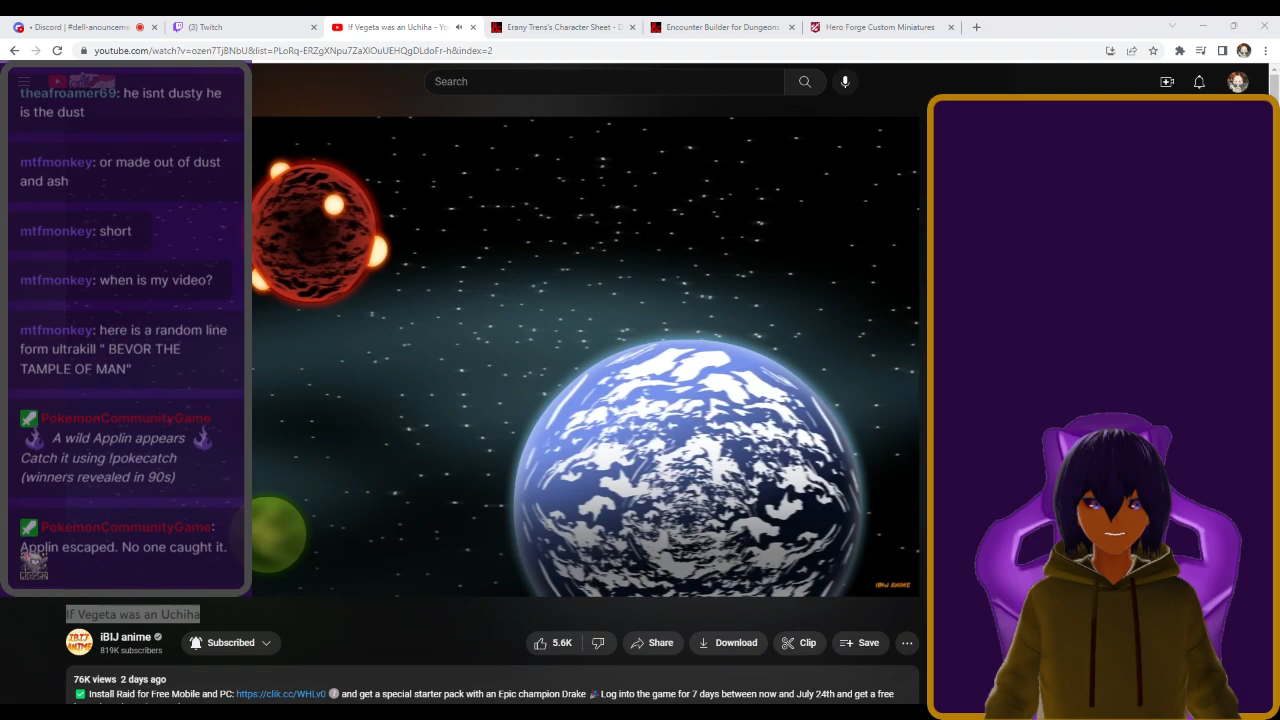 • Discord | #dell-anounceme
(3) Twitch
If Vegeta was an Uchiha - Yo
Erany Trens's Character Sheet - D
Encounter Builder for Dungeons
Hero Forge Custom Miniatures
youtube.com/watch?v=ozen7TjBNbU&list=PLoRq-ERZgXNpu7ZaXlOuUEHQgDLdoFr-h&index=2
Search
theafroamer69: he isnt dusty he
is the dust
mtfmonkey: or made out of dust
and ash
mtfmonkey: short
mtfmonkey: when is my video?
mtfmonkey: here is a random line
form ultrakill " BEVOR THE
TAMPLE OF MAN"
PokemonCommunityGame
A wild Applin appears
Catch it using !pokecatch
(winners revealed in 90s)
PokemonCommunityGame:
Applin escaped. No one caught it.
IBIJ ANIME
If Vegeta was an Uchiha
IBIJ
ANIME
iBIJ anime
819K subscribers
Subscribed
5.6K
Share
Download
Clip
Save
76K views 2 days ago
Install Raid for Free Mobile and PC: https://clik.cc/WHLv0 and get a special starter pack with an Epic champion Drake Log into the game for 7 days between now and July 24th and get a free